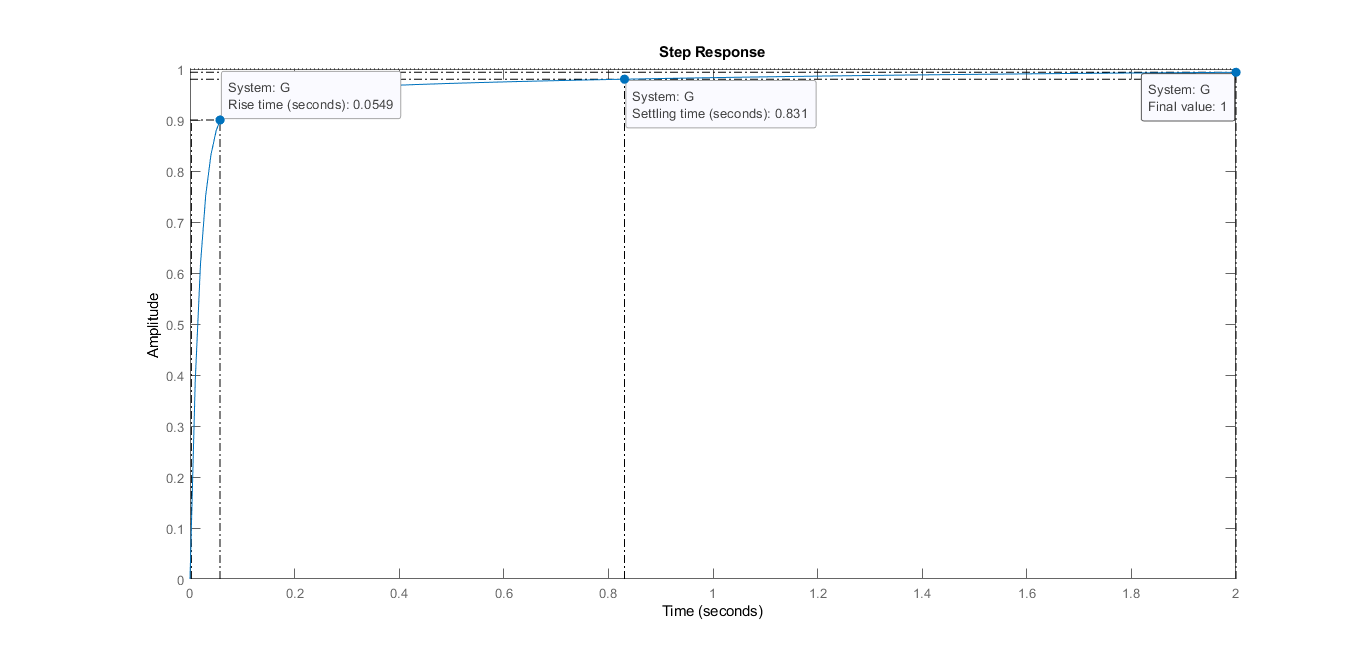 Step Response
System: G
Rise time (seconds): 0.0549
System: G
Settling time (seconds): 0.831
System: G
Final value: 1
Amplitude
1
0.9
0.8
0.7
0.6
0.5
0.4
0.3
0.2
0.1
0
0 0.2 0.4 0.6 0.8 1 1.2 1.4 1.6 1.8 2
Time (seconds)